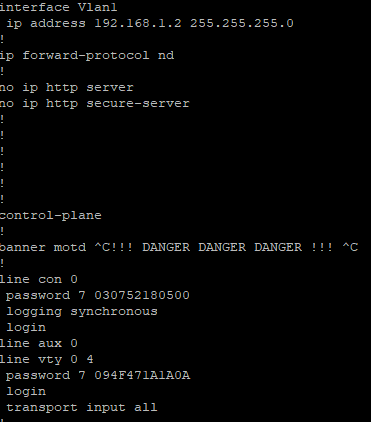 interface Vlan1
 ip address 192.168.1.2 255.255.255.0
!
ip forward-protocol nd
!
no ip http server
no ip http secure-server
!
!
!
!
!
!
control-plane
!
banner motd ^C!!! DANGER DANGER DANGER !!! ^C
!
line con 0
 password 7 030752180500
 logging synchronous
 login
line aux 0
line vty 0 4
 password 7 094F471A1A0A
 login
 transport input all
!